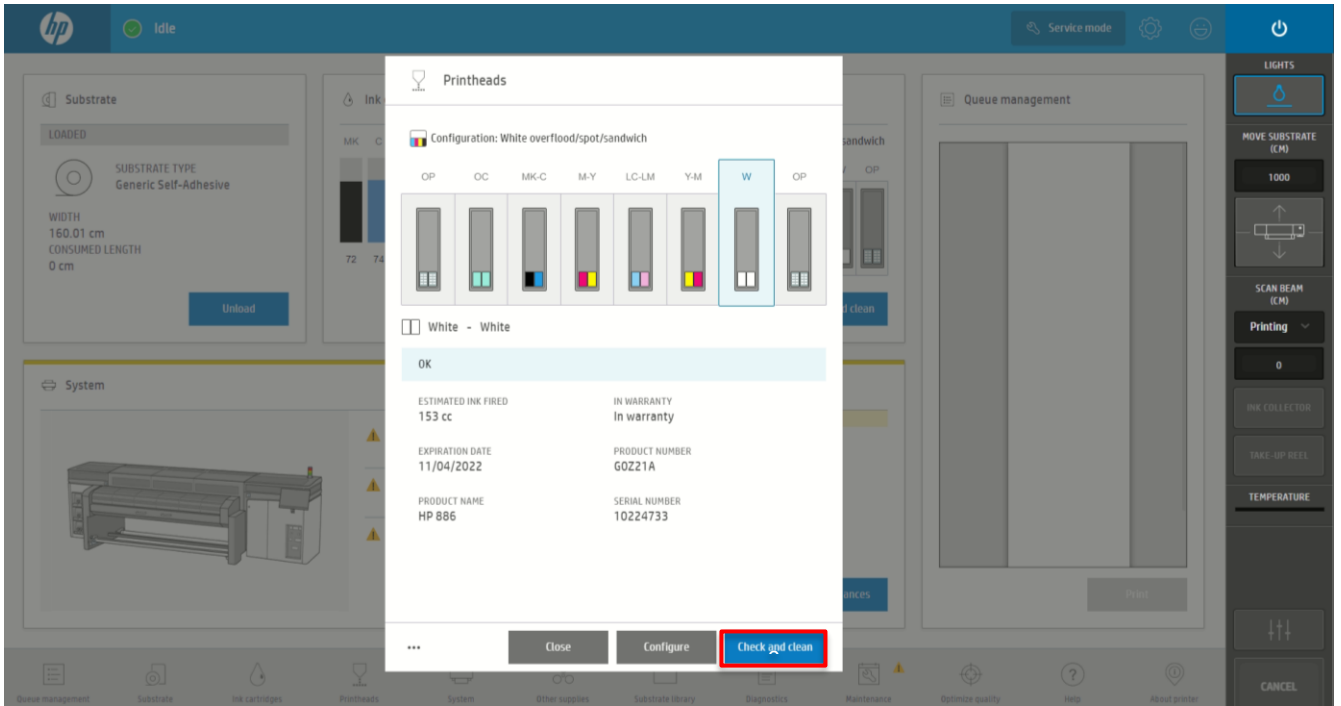 hp
Idle
Service mode
Substrate
LOADED
SUBSTRATE TYPE
Generic Self-Adhesive
WIDTH
160.01 cm
CONSUMED LENGTH
0 cm
Unload
Ink
MK C
72 74
sandwich
OP
d clean
System
ances
Printheads
Configuration: White overflood/spot/sandwich
OP OC MK-C M-Y LC-LM Y-M W OP
White - White
OK
ESTIMATED INK FIRED
153 cc
IN WARRANTY
In warranty
EXPIRATION DATE
11/04/2022
PRODUCT NUMBER
G0Z21A
PRODUCT NAME
HP 886
SERIAL NUMBER
10224733
...
Close
Configure
Check and clean
Queue management
Print
LIGHTS
MOVE SUBSTRATE
(CM)
1000
SCAN BEAM
(CM)
Printing
0
INK COLLECTOR
TAKE-UP REEL
TEMPERATURE
CANCEL
Queue management
Substrate
Ink cartridges
Printheads
System
Other supplies
Substrate library
Diagnostics
Maintenance
Optimize quality
Help
About printer